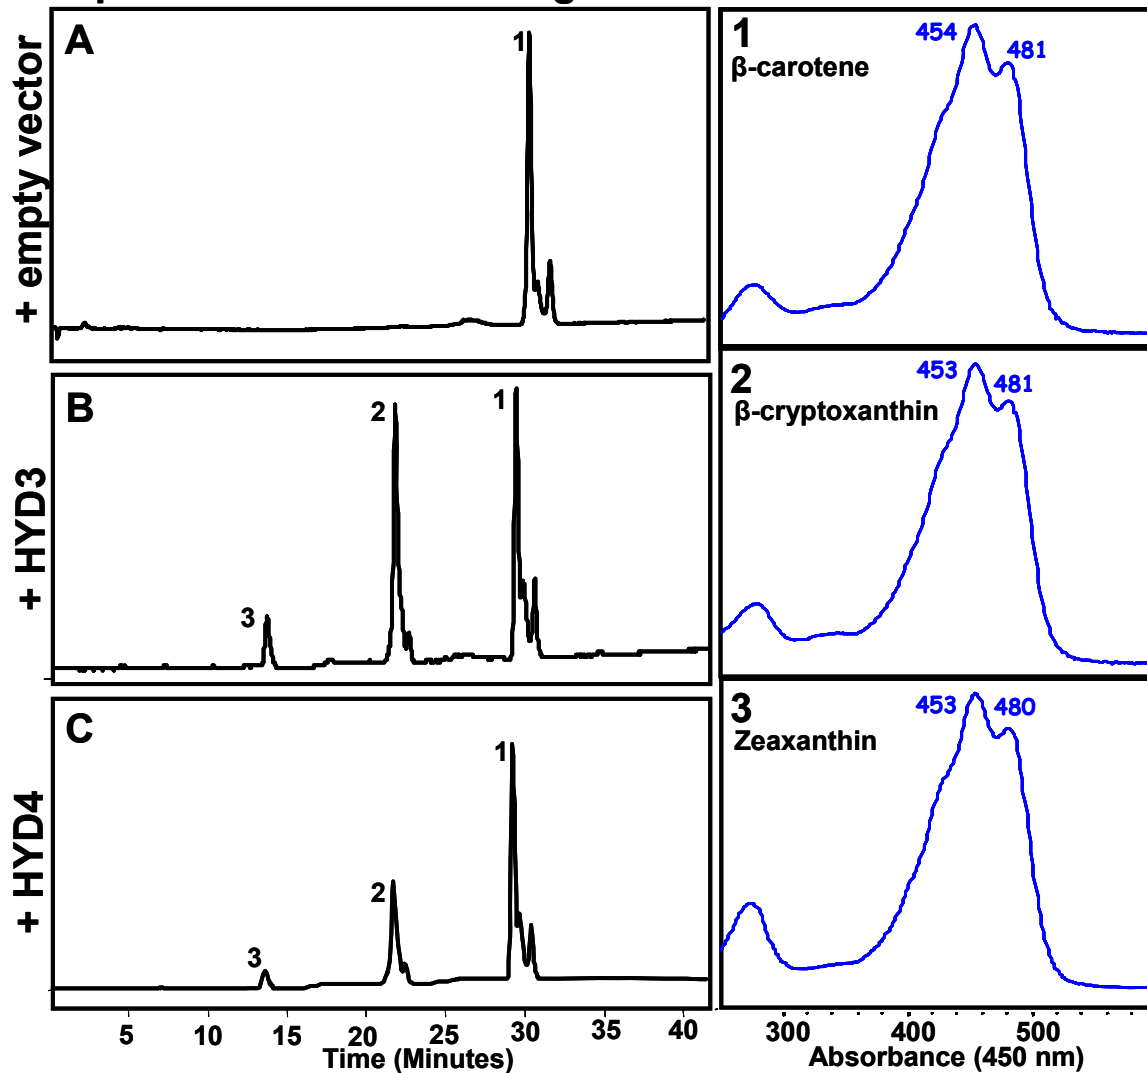 A
+ empty vector
1
B
+ HYD3
3
2
1
C
+ HYD4
3
2
1
5 10 15 20 25 30 35 40
Time (Minutes)
1
β-carotene
454
481
2
β-cryptoxanthin
453
481
3
Zeaxanthin
453
480
300 400 500
Absorbance (450 nm)